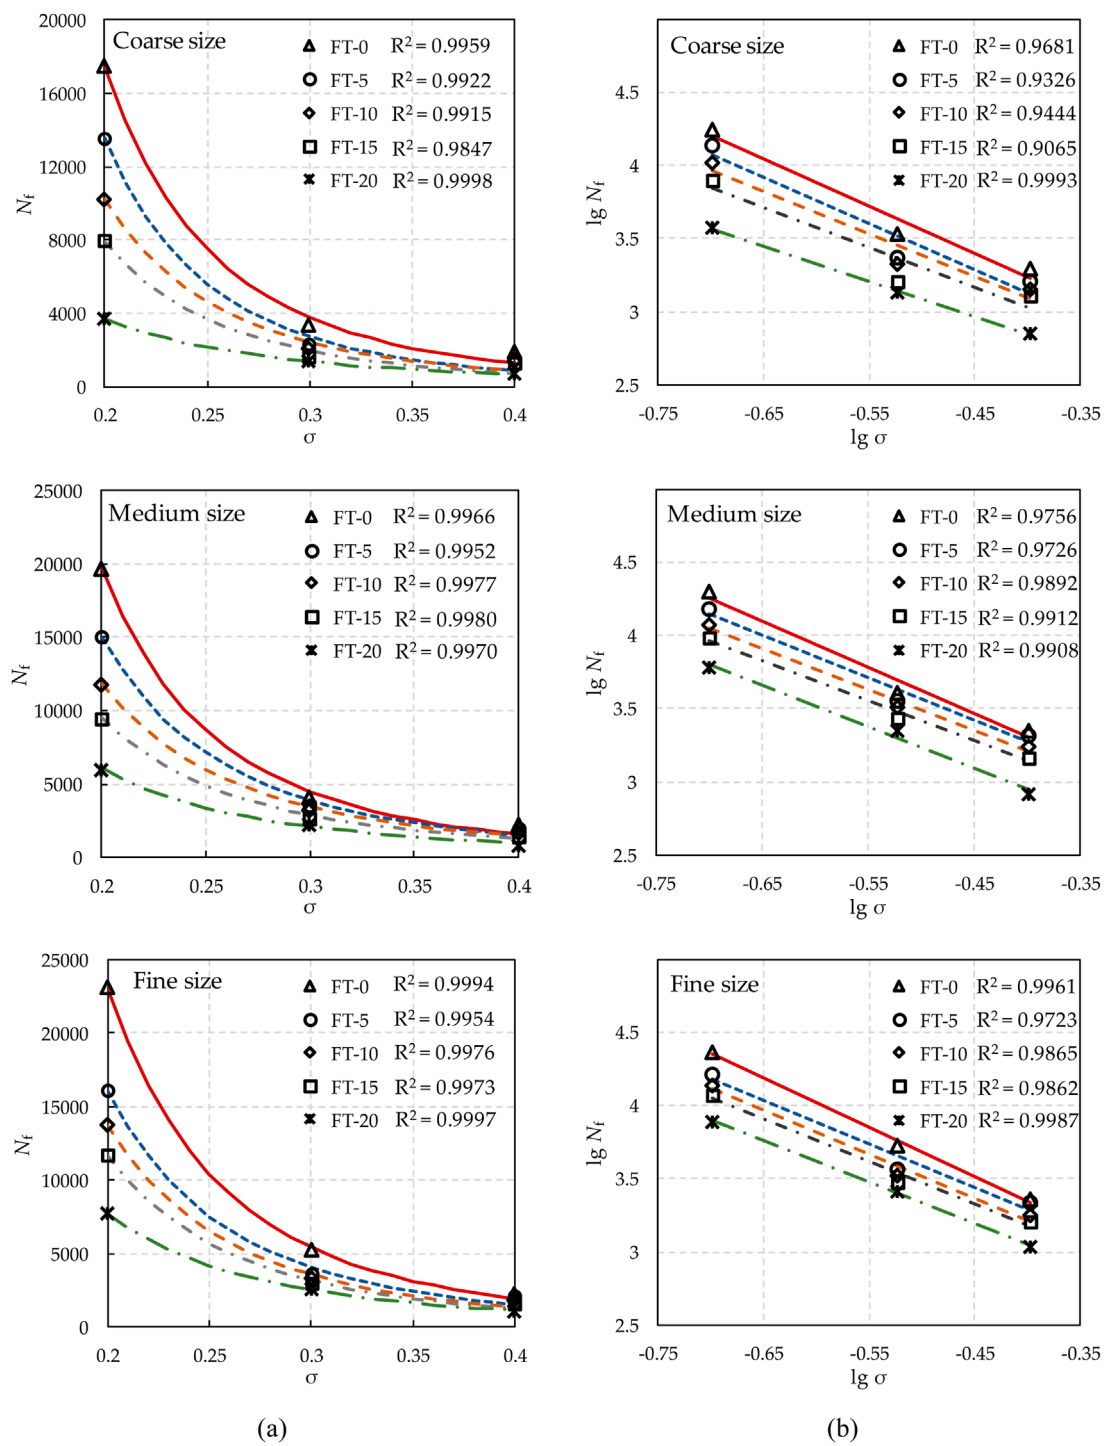 Coarse size
FT-0 R² = 0.9959
FT-5 R² = 0.9922
FT-10 R² = 0.9915
FT-15 R² = 0.9847
FT-20 R² = 0.9998
20000
16000
12000
8000
4000
0
Nf
0.2 0.25 0.3 0.35 0.4
σ
Coarse size
FT-0 R² = 0.9681
FT-5 R² = 0.9326
FT-10 R² = 0.9444
FT-15 R² = 0.9065
FT-20 R² = 0.9993
4.5
4
3.5
3
2.5
lg Nf
-0.75 -0.65 -0.55 -0.45 -0.35
lg σ
Medium size
FT-0 R² = 0.9966
FT-5 R² = 0.9952
FT-10 R² = 0.9977
FT-15 R² = 0.9980
FT-20 R² = 0.9970
25000
20000
15000
10000
5000
0
Nf
0.2 0.25 0.3 0.35 0.4
σ
Medium size
FT-0 R² = 0.9756
FT-5 R² = 0.9726
FT-10 R² = 0.9892
FT-15 R² = 0.9912
FT-20 R² = 0.9908
4.5
4
3.5
3
2.5
lg Nf
-0.75 -0.65 -0.55 -0.45 -0.35
lg σ
Fine size
FT-0 R² = 0.9994
FT-5 R² = 0.9954
FT-10 R² = 0.9976
FT-15 R² = 0.9973
FT-20 R² = 0.9997
25000
20000
15000
10000
5000
0
Nf
0.2 0.25 0.3 0.35 0.4
σ
Fine size
FT-0 R² = 0.9961
FT-5 R² = 0.9723
FT-10 R² = 0.9865
FT-15 R² = 0.9862
FT-20 R² = 0.9987
4.5
4
3.5
3
2.5
lg Nf
-0.75 -0.65 -0.55 -0.45 -0.35
lg σ
(a)
(b)